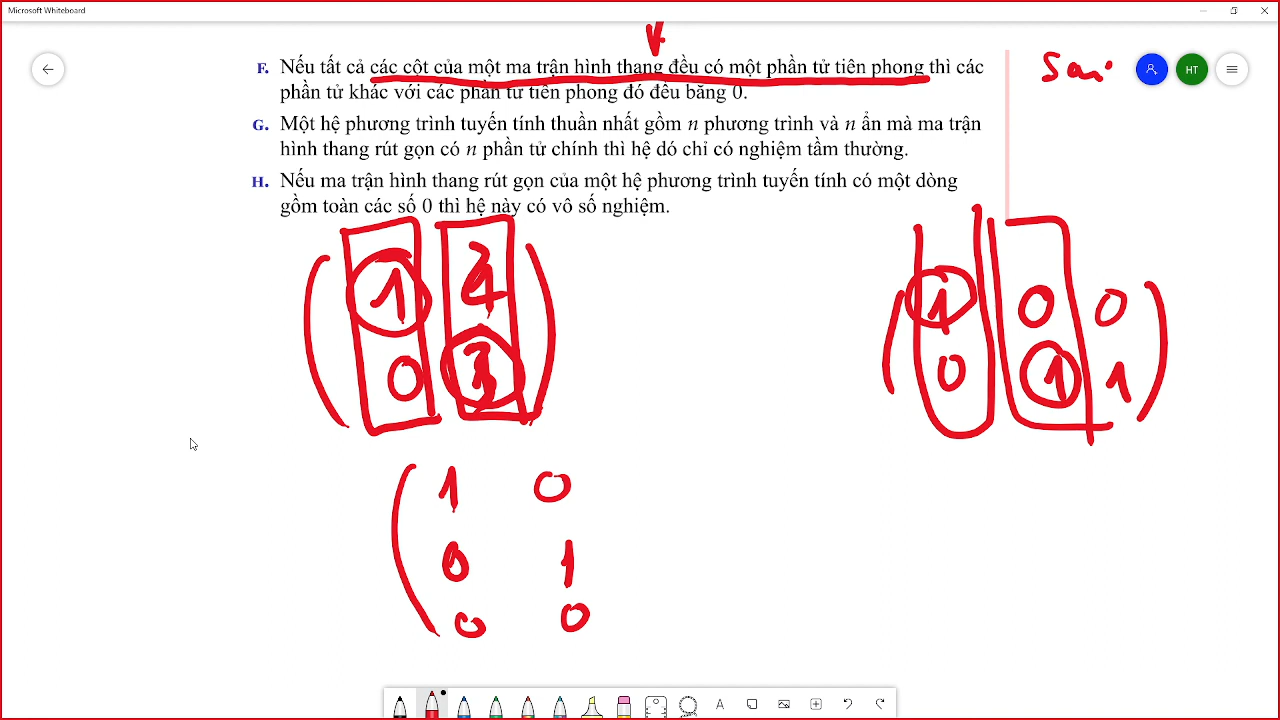 Microsoft Whiteboard
F. Nếu tất cả các cột của một ma trận hình thang đều có một phần tử tiên phong thì các
phần tử khác với các phần tử tiên phong đó đều bằng 0.
Sai
HT
G. Một hệ phương trình tuyến tính thuần nhất gồm n phương trình và n ẩn mà ma trận
hình thang rút gọn có n phần tử chính thì hệ dó chỉ có nghiệm tầm thường.
H. Nếu ma trận hình thang rút gọn của một hệ phương trình tuyến tính có một dòng
gồm toàn các số 0 thì hệ này có vô số nghiệm.
1
0 3
1 0 0
0 1 1
1 0
0 1
0 0
A